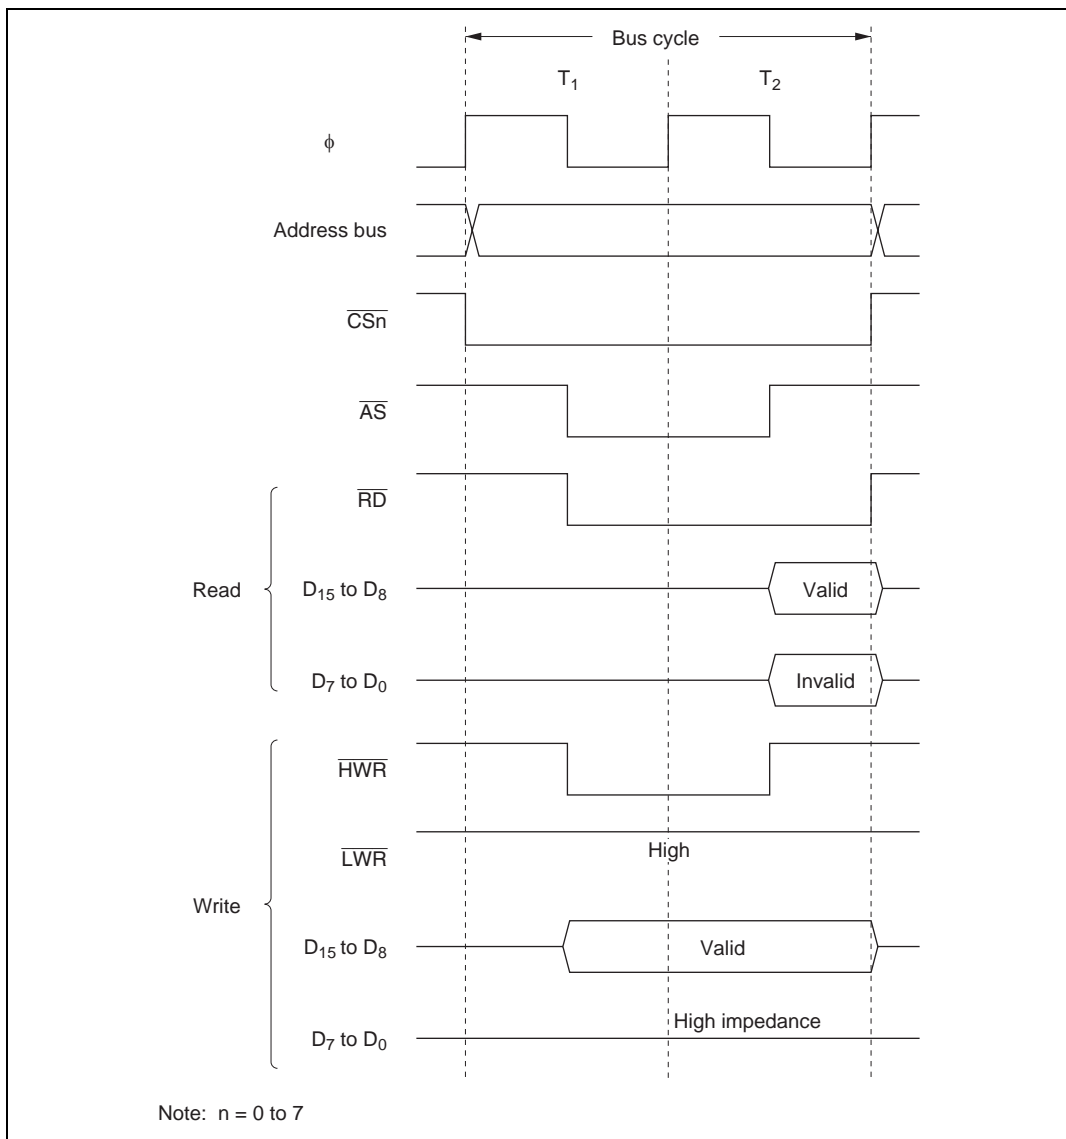 Bus cycle
T1 T2
ϕ
Address bus
CSn
AS
RD
Read D15 to D8 Valid
D7 to D0 Invalid
HWR
LWR High
Write
D15 to D8 Valid
D7 to D0 High impedance
Note: n = 0 to 7